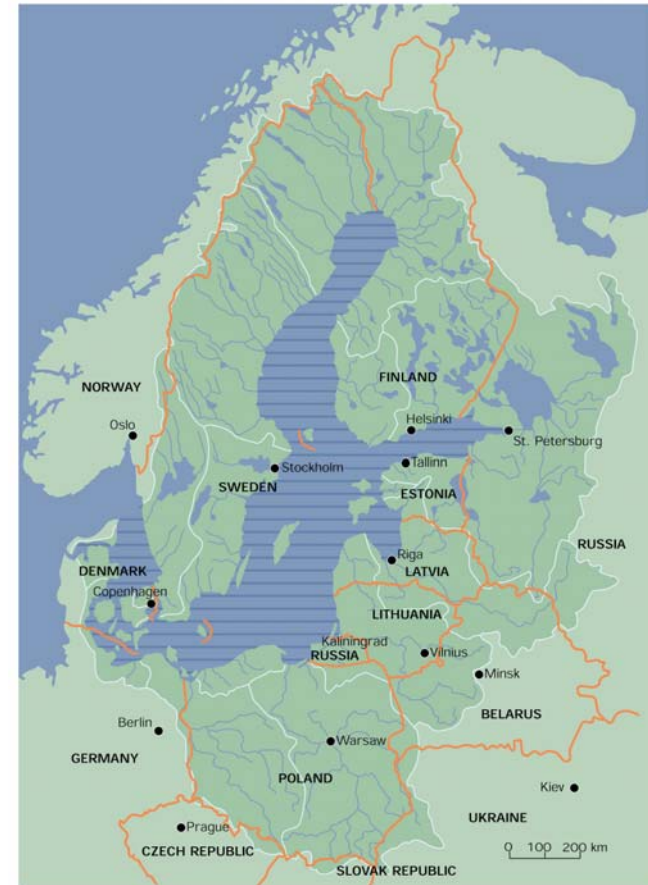 NORWAY
FINLAND
Oslo
Helsinki
St. Petersburg
Stockholm
Tallinn
SWEDEN
ESTONIA
RUSSIA
Riga
DENMARK
LATVIA
Copenhagen
LITHUANIA
Kaliningrad
RUSSIA
Vilnius
Minsk
BELARUS
Berlin
Warsaw
GERMANY
POLAND
Kiev
UKRAINE
Prague
CZECH REPUBLIC
0 100 200 km
SLOVAK REPUBLIC